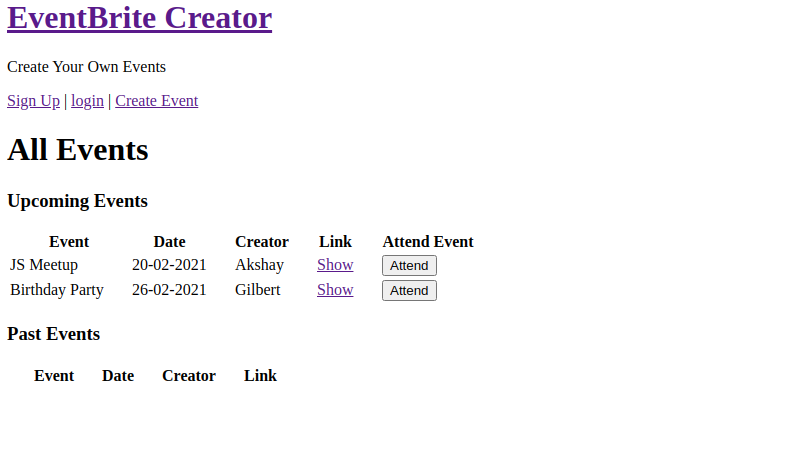 EventBrite Creator
Create Your Own Events
Sign Up | login | Create Event
All Events
Upcoming Events
Event Date Creator Link Attend Event
JS Meetup 20-02-2021 Akshay Show Attend
Birthday Party 26-02-2021 Gilbert Show Attend
Past Events
Event Date Creator Link